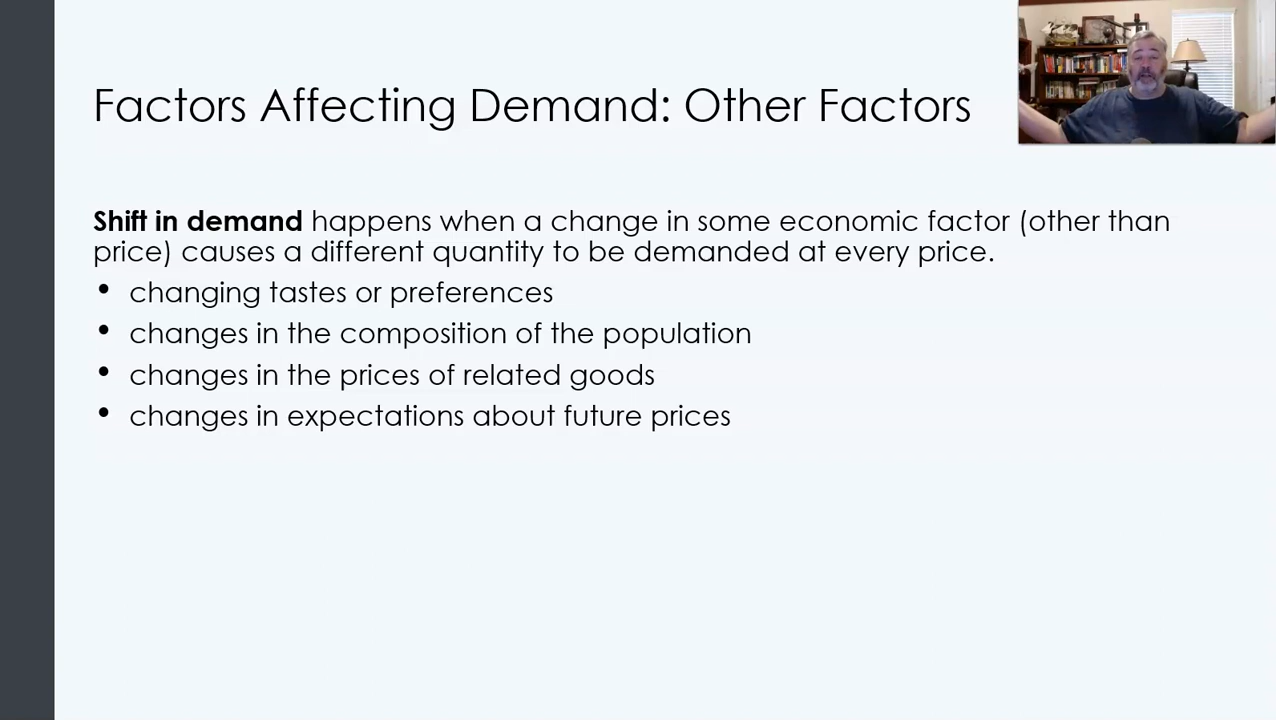 Factors Affecting Demand: Other Factors
Shift in demand happens when a change in some economic factor (other than
price) causes a different quantity to be demanded at every price.
• changing tastes or preferences
• changes in the composition of the population
• changes in the prices of related goods
• changes in expectations about future prices